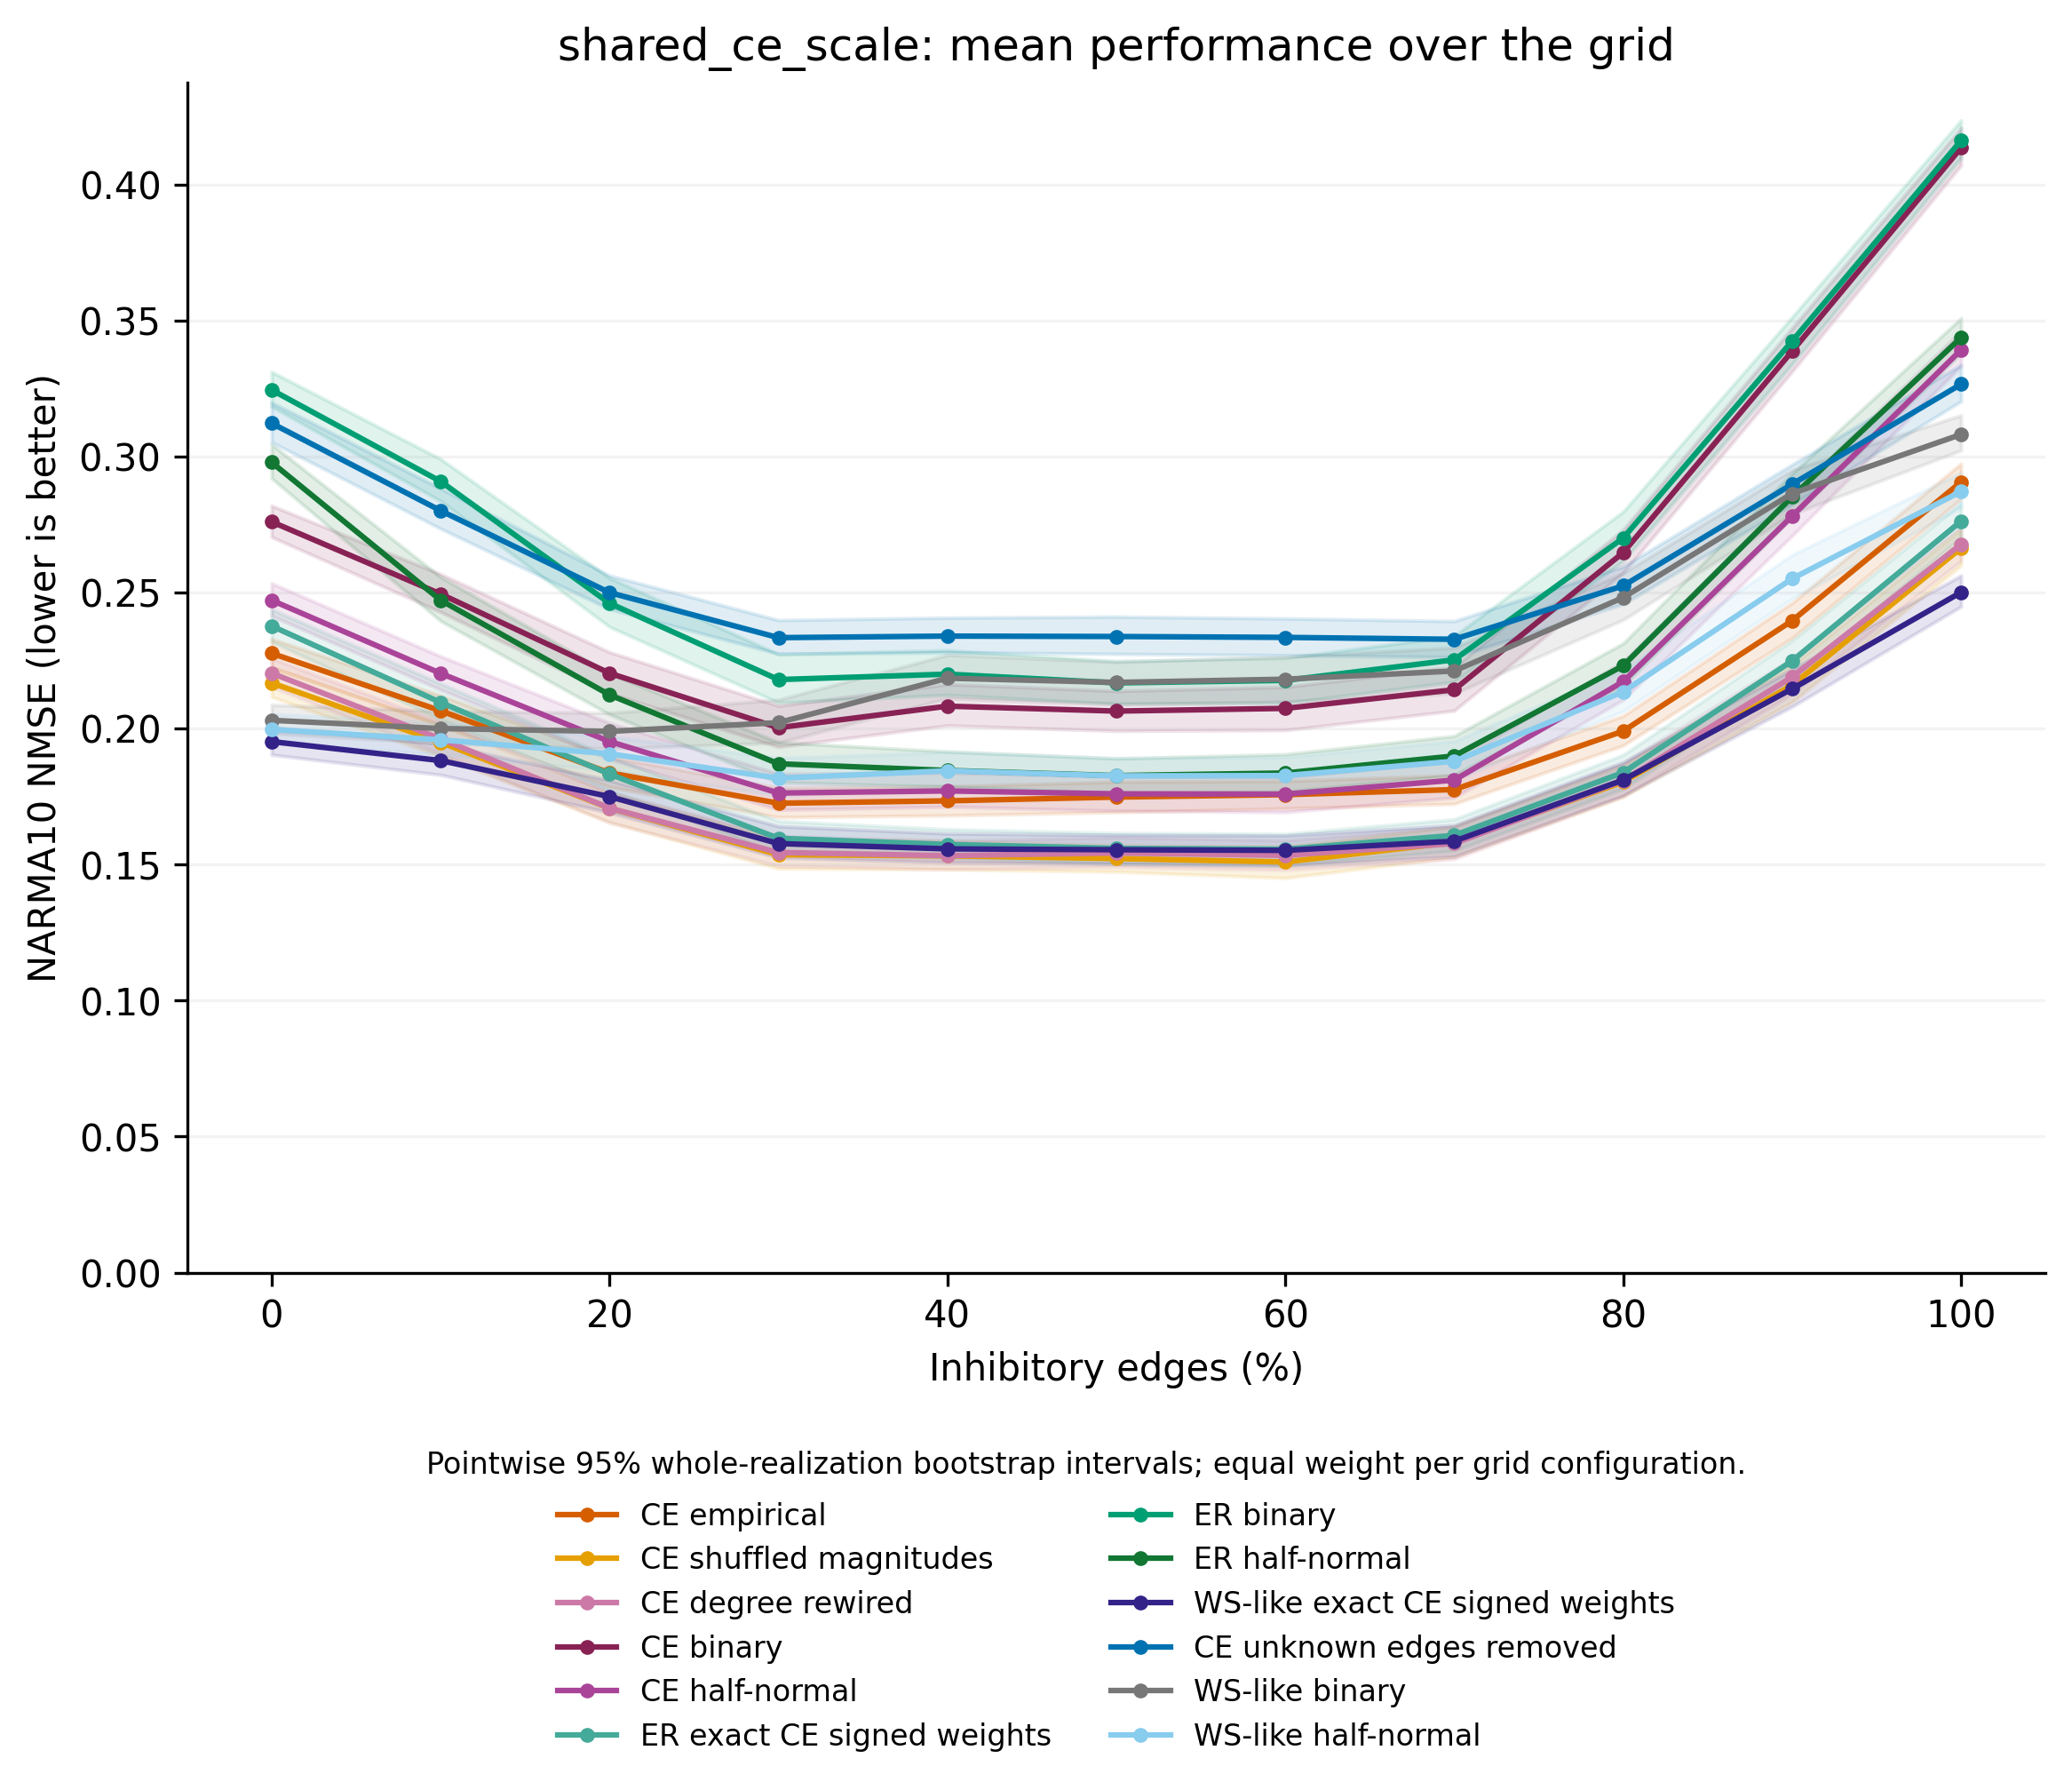 shared_ce_scale: mean performance over the grid
NARMA10 NMSE (lower is better)
0.40
0.35
0.30
0.25
0.20
0.15
0.10
0.05
0.00
0 20 40 60 80 100
Inhibitory edges (%)
Pointwise 95% whole-realization bootstrap intervals; equal weight per grid configuration.
CE empirical
CE shuffled magnitudes
CE degree rewired
CE binary
CE half-normal
ER exact CE signed weights
ER binary
ER half-normal
WS-like exact CE signed weights
CE unknown edges removed
WS-like binary
WS-like half-normal